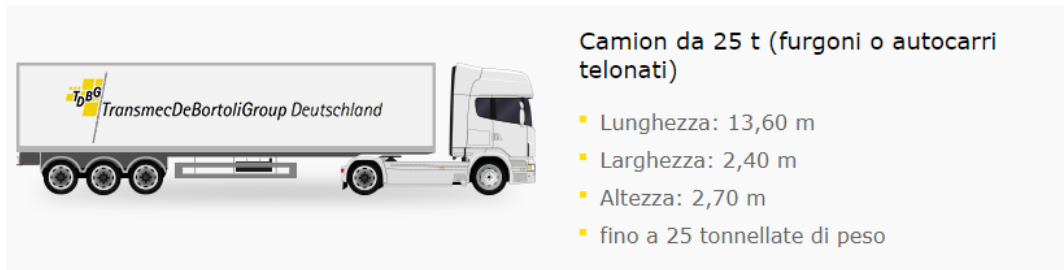 TDBG
TransmecDeBortoliGroup Deutschland
Camion da 25 t (furgoni o autocarri
telonati)
Lunghezza: 13,60 m
Larghezza: 2,40 m
Altezza: 2,70 m
fino a 25 tonnellate di peso